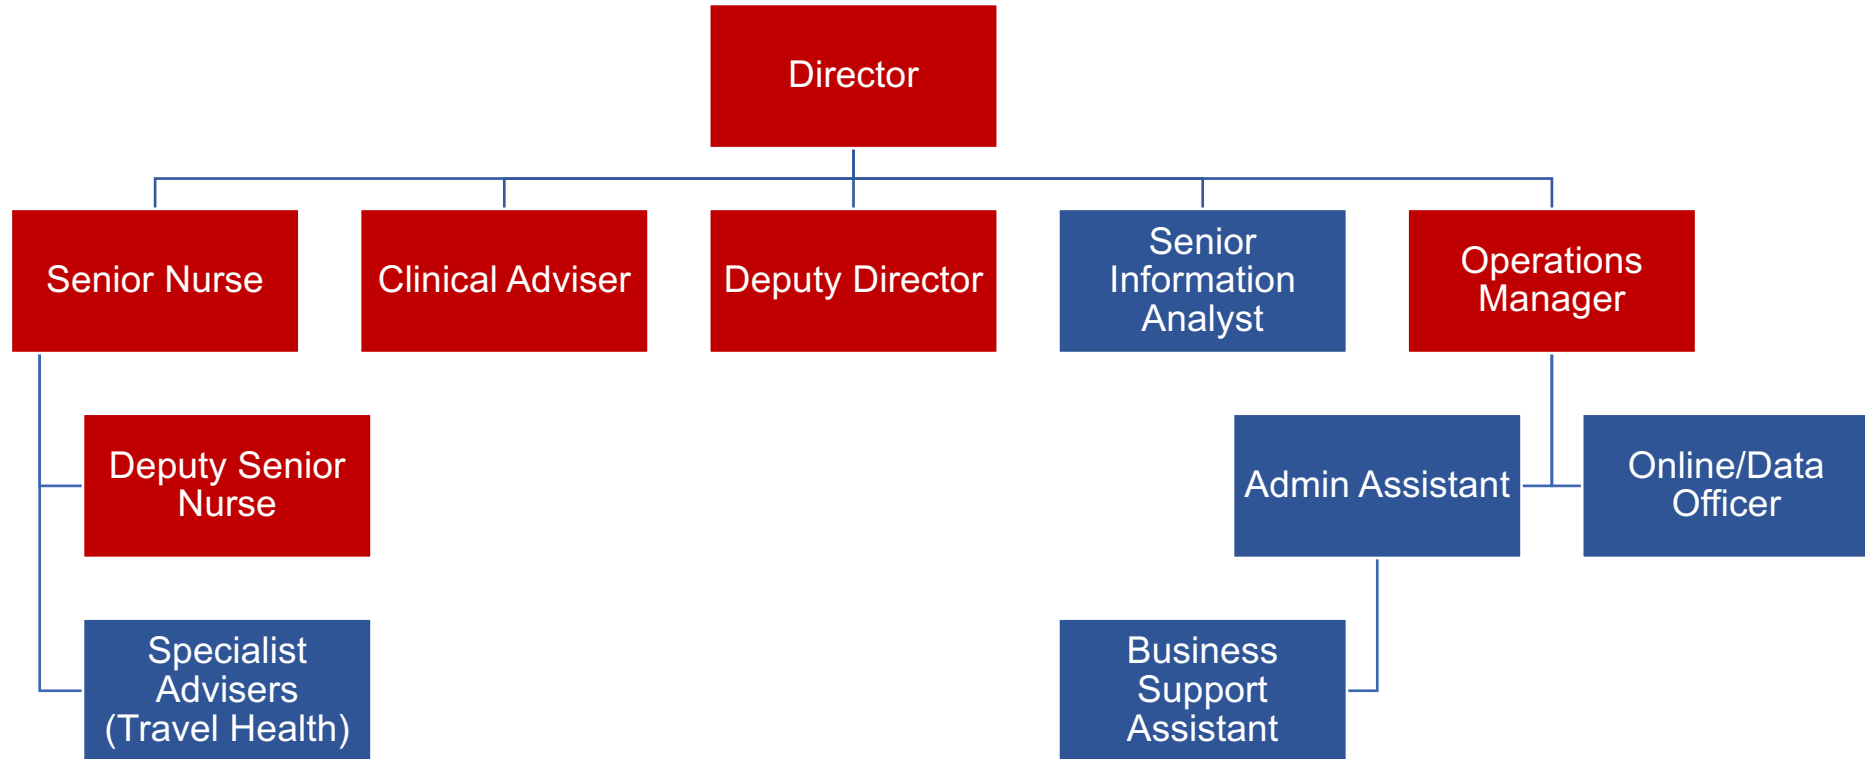 Director
Senior Nurse
Clinical Adviser
Deputy Director
Senior
Information
Analyst
Operations
Manager
Deputy Senior
Nurse
Admin Assistant
Online/Data
Officer
Specialist
Advisers
(Travel Health)
Business
Support
Assistant